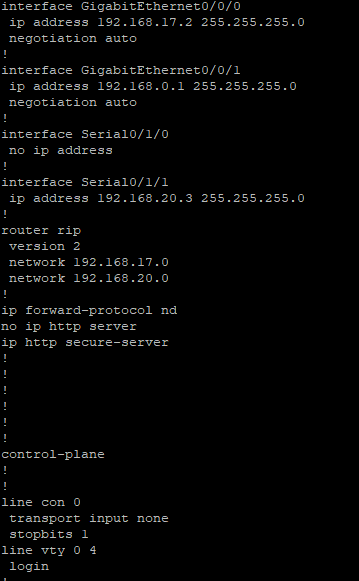 interface GigabitEthernet0/0/0
 ip address 192.168.17.2 255.255.255.0
 negotiation auto
!
interface GigabitEthernet0/0/1
 ip address 192.168.0.1 255.255.255.0
 negotiation auto
!
interface Serial0/1/0
 no ip address
!
interface Serial0/1/1
 ip address 192.168.20.3 255.255.255.0
!
router rip
 version 2
 network 192.168.17.0
 network 192.168.20.0
!
ip forward-protocol nd
no ip http server
ip http secure-server
!
!
!
!
!
!
control-plane
!
!
line con 0
 transport input none
 stopbits 1
line vty 0 4
 login
!